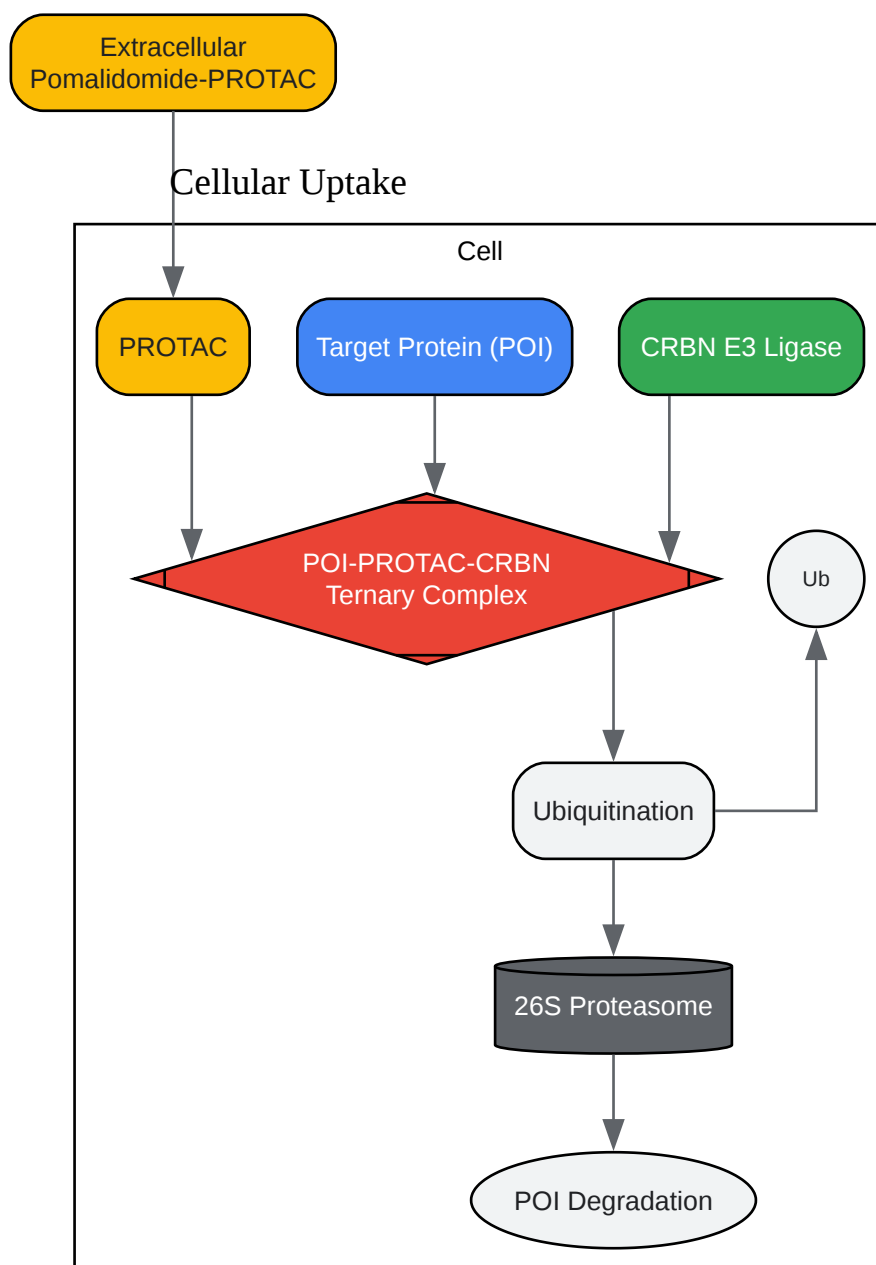 Extracellular
Pomalidomide-PROTAC
Cellular Uptake
Cell
PROTAC
Target Protein (POI)
CRBN E3 Ligase
POI-PROTAC-CRBN
Ternary Complex
Ub
Ubiquitination
26S Proteasome
POI Degradation